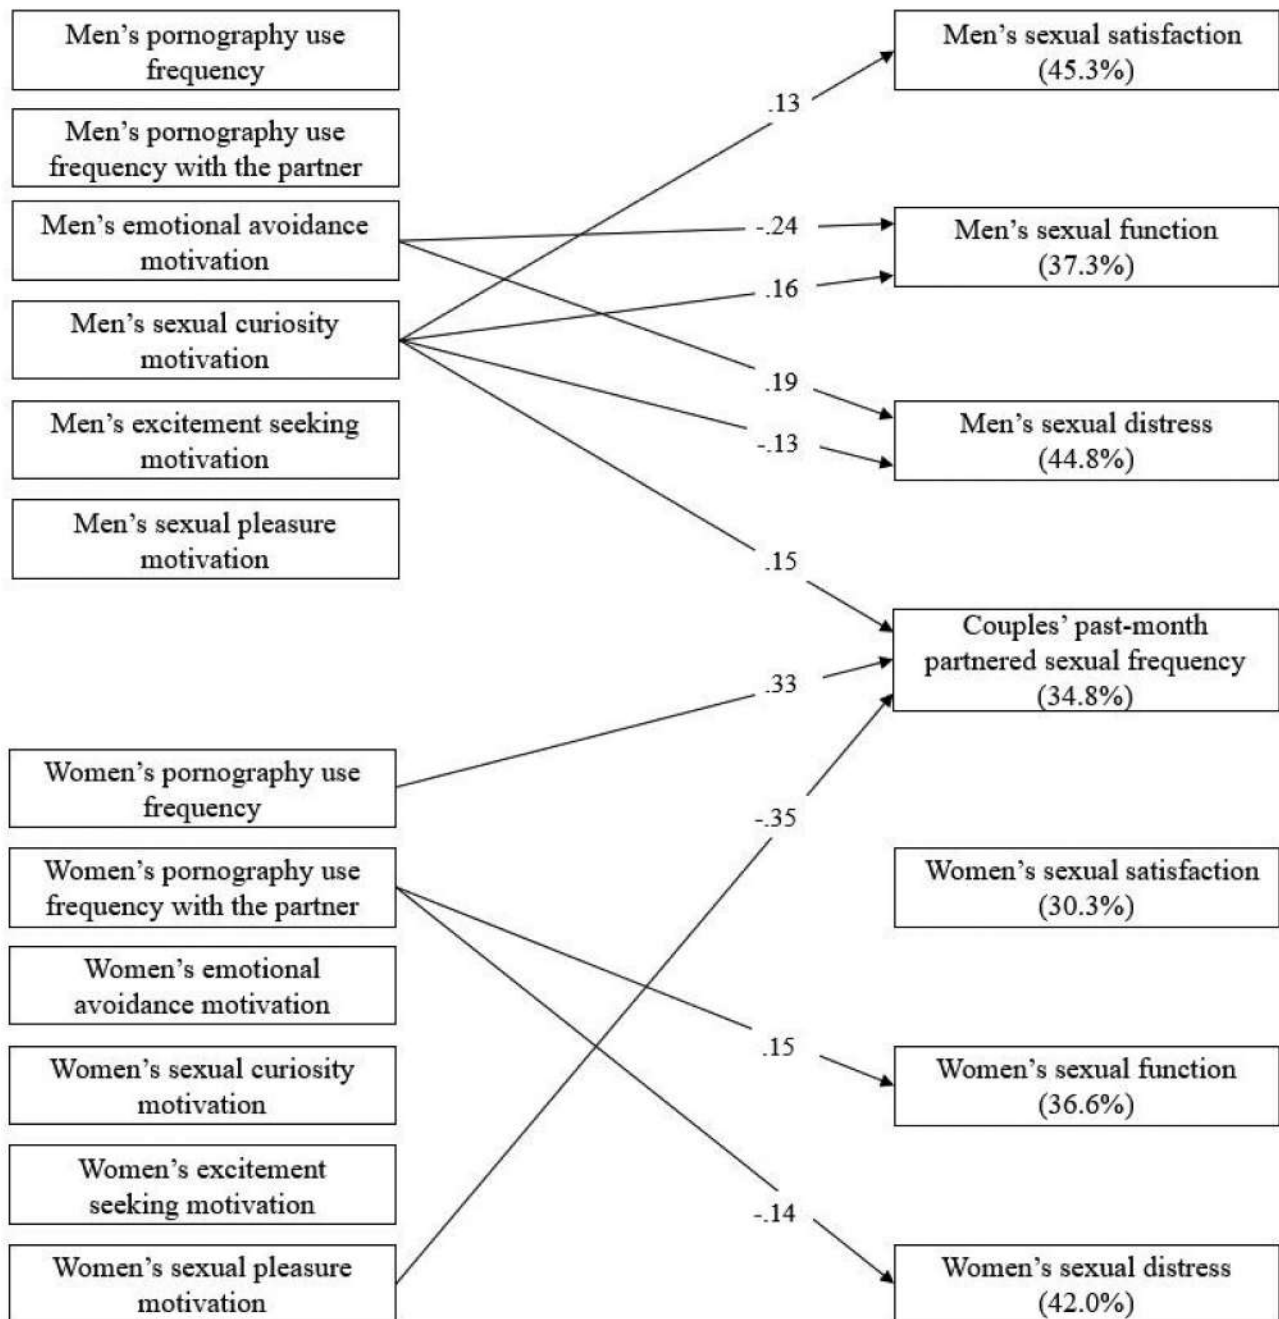 Men’s pornography use
frequency
Men’s pornography use
frequency with the partner
Men’s emotional avoidance
motivation
Men’s sexual curiosity
motivation
Men’s excitement seeking
motivation
Men’s sexual pleasure
motivation
Women’s pornography use
frequency
Women’s pornography use
frequency with the partner
Women’s emotional
avoidance motivation
Women’s sexual curiosity
motivation
Women’s excitement
seeking motivation
Women’s sexual pleasure
motivation
.13
-.24
.16
.19
-.13
.15
.33
-.35
.15
-.14
Men’s sexual satisfaction
(45.3%)
Men’s sexual function
(37.3%)
Men’s sexual distress
(44.8%)
Couples’ past-month
partnered sexual frequency
(34.8%)
Women’s sexual satisfaction
(30.3%)
Women’s sexual function
(36.6%)
Women’s sexual distress
(42.0%)